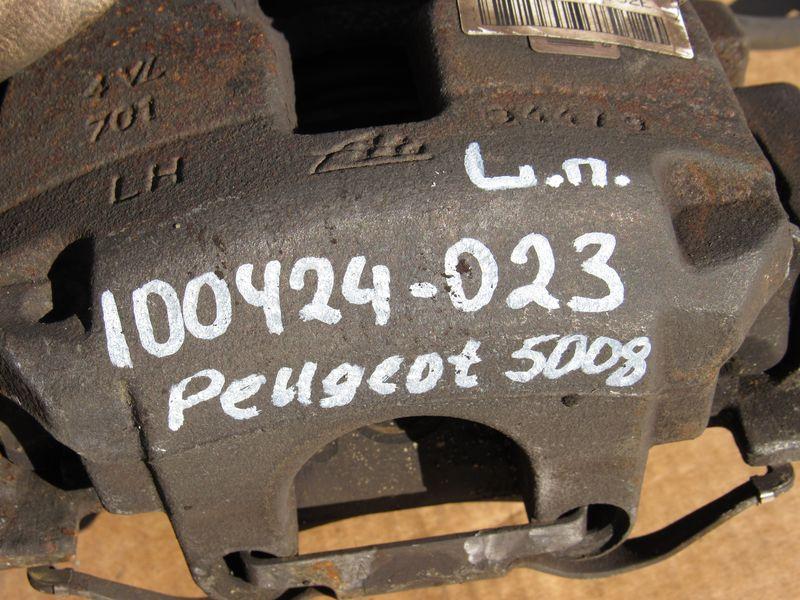 4 VL
701
LH
Ate
L.п.
100424-023
Peugeot 5008